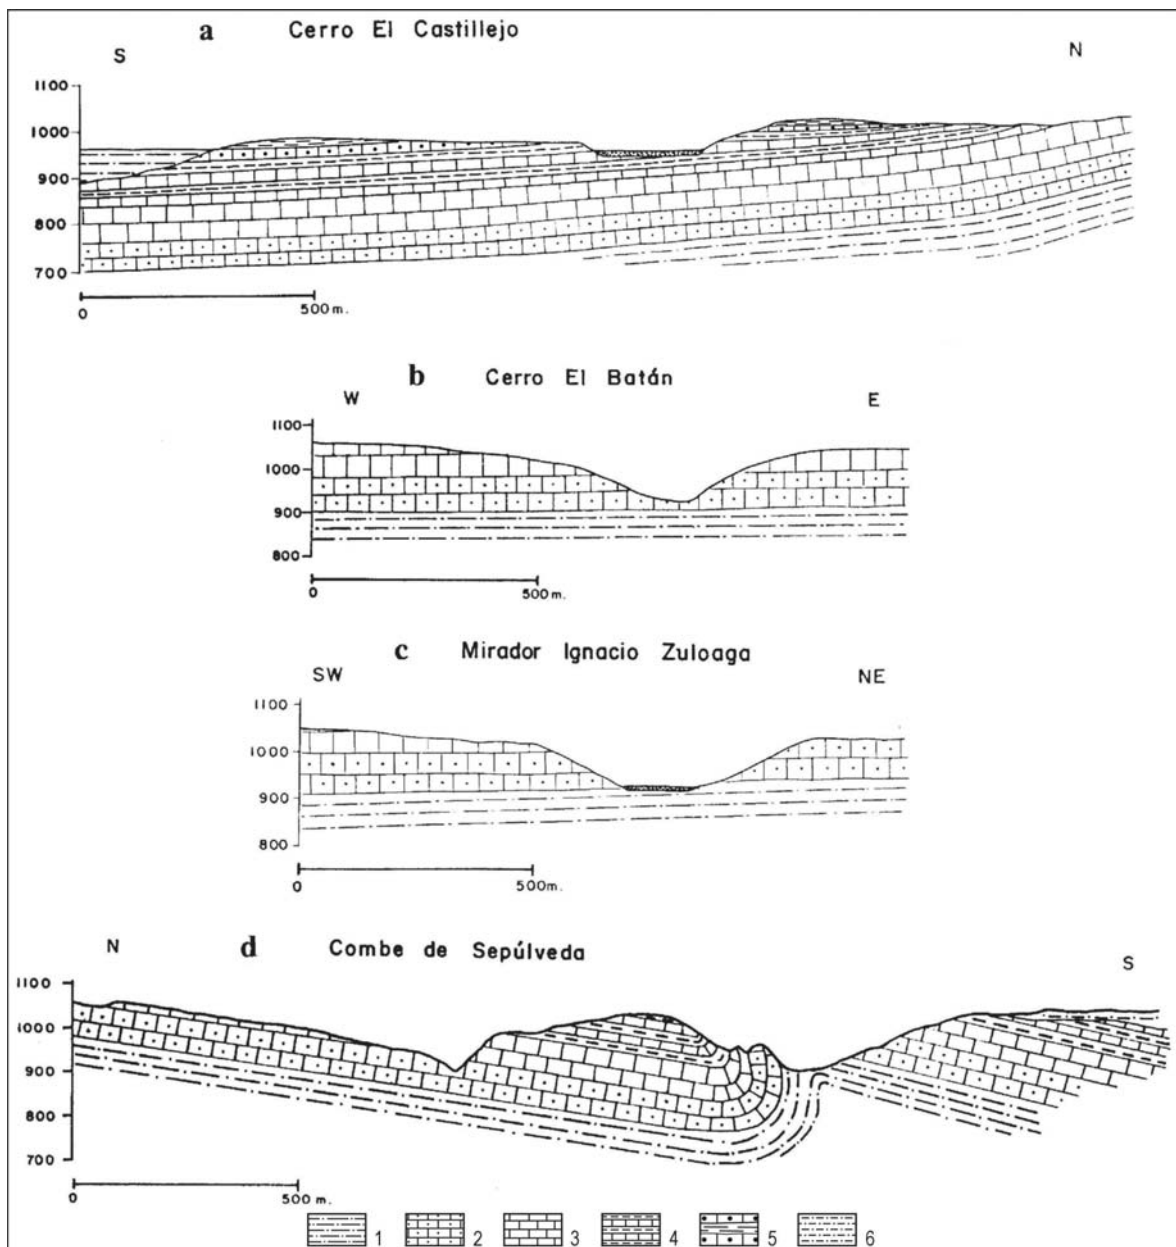 a Cerro El Castillejo
S N
1100
1000
900
800
700
0 500 m.
b Cerro El Batán
W E
1100
1000
900
800
0 500 m.
c Mirador Ignacio Zuloaga
SW NE
1100
1000
900
800
0 500m.
N d Combe de Sepúlveda
S
1100
1000
900
800
700
0 500 m.
1 2 3 4 5 6